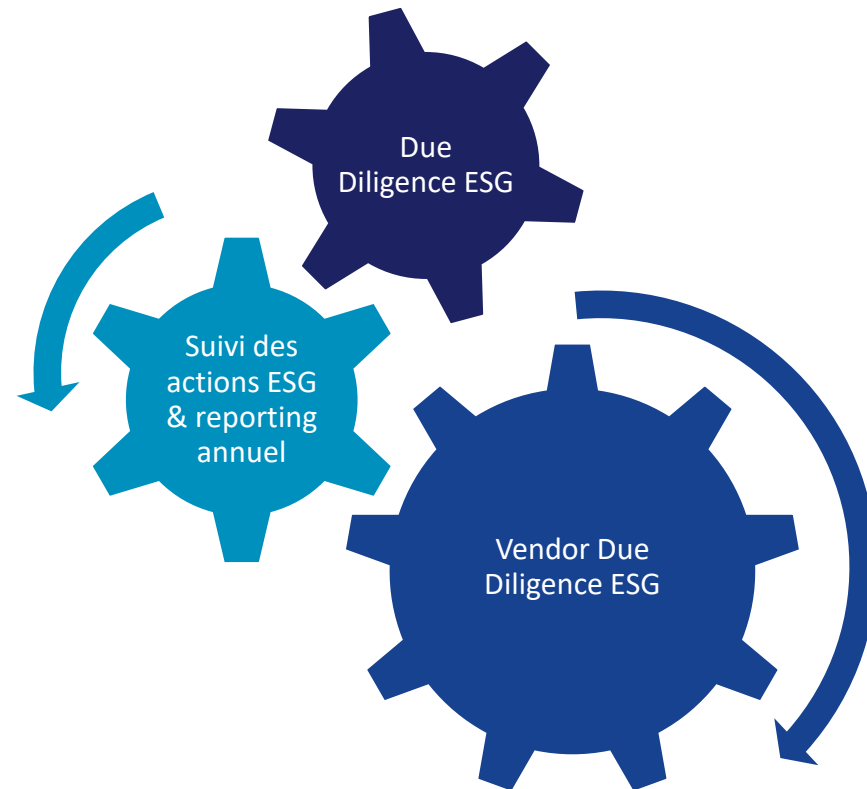 Due
Diligence ESG
Suivi des
actions ESG
& reporting
annuel
Vendor Due
Diligence ESG